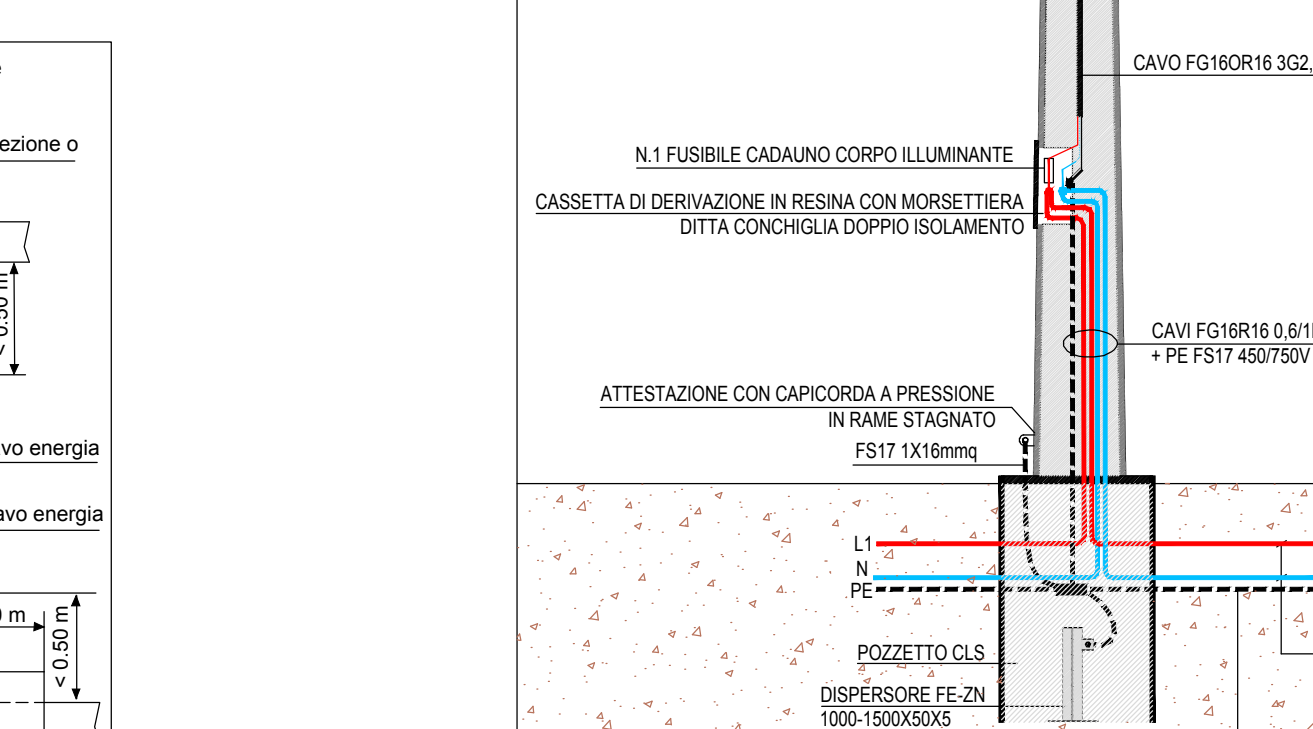 ezione o
< 0.50 m
vo energia
avo energia
0 m
< 0.50 m
CAVO FG16OR16 3G2,
N.1 FUSIBILE CADAUNO CORPO ILLUMINANTE
CASSETTA DI DERIVAZIONE IN RESINA CON MORSETTIERA
DITTA CONCHIGLIA DOPPIO ISOLAMENTO
CAVI FG16R16 0,6/1
+ PE FS17 450/750V
ATTESTAZIONE CON CAPICORDA A PRESSIONE
IN RAME STAGNATO
FS17 1X16mmq
L1
N
PE
POZZETTO CLS
DISPERSORE FE-ZN
1000-1500X50X5